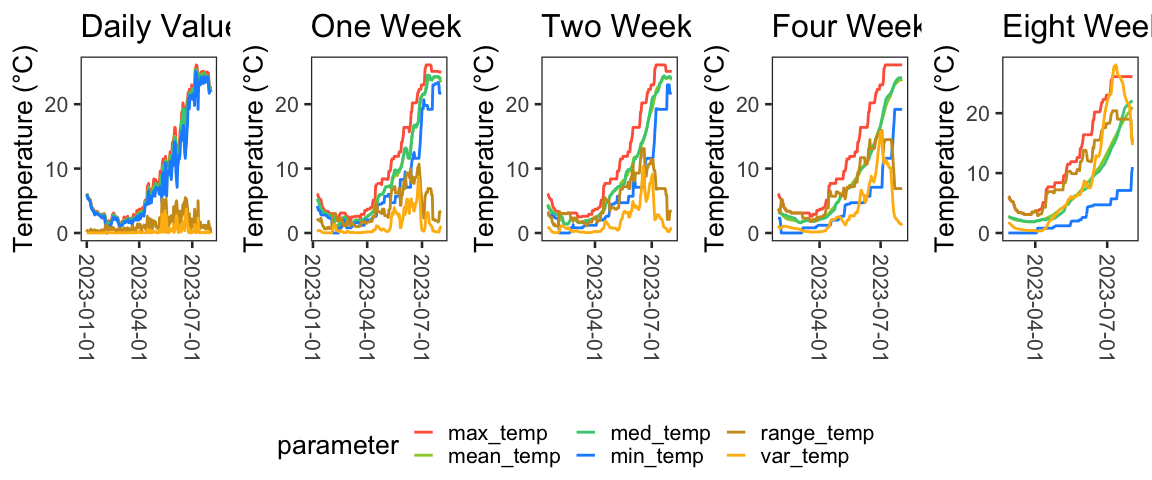 Daily Value
One Week
Two Week
Four Week
Eight Week
Temperature (°C)
0
10
20
2023-01-01
2023-04-01
2023-07-01
Temperature (°C)
0
10
20
2023-01-01
2023-04-01
2023-07-01
Temperature (°C)
0
10
20
2023-04-01
2023-07-01
Temperature (°C)
0
10
20
2023-04-01
2023-07-01
Temperature (°C)
0
10
20
2023-04-01
2023-07-01
parameter
max_temp
med_temp
range_temp
mean_temp
min_temp
var_temp